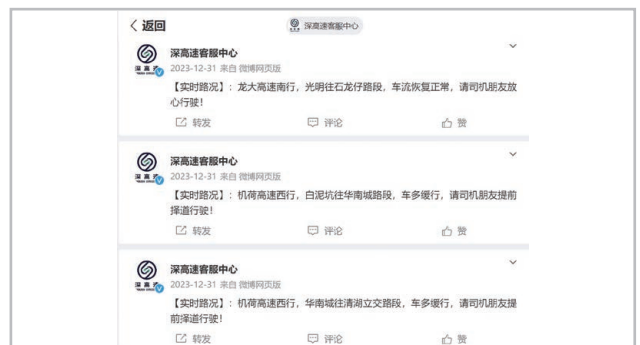 返回
深高速客服中心
深高速客服中心
2023-12-31 来自 微博网页版
【实时路况】：龙大高速南行，光明往石龙仔路段，车流恢复正常，请司机朋友放
心行驶！
转发 评论 赞
深高速客服中心
2023-12-31 来自 微博网页版
【实时路况】：机荷高速西行，白泥坑往华南城路段，车多缓行，请司机朋友提前
择道行驶！
转发 评论 赞
深高速客服中心
2023-12-31 来自 微博网页版
【实时路况】：机荷高速西行，华南城往清湖立交路段，车多缓行，请司机朋友提
前择道行驶！
转发 评论 赞